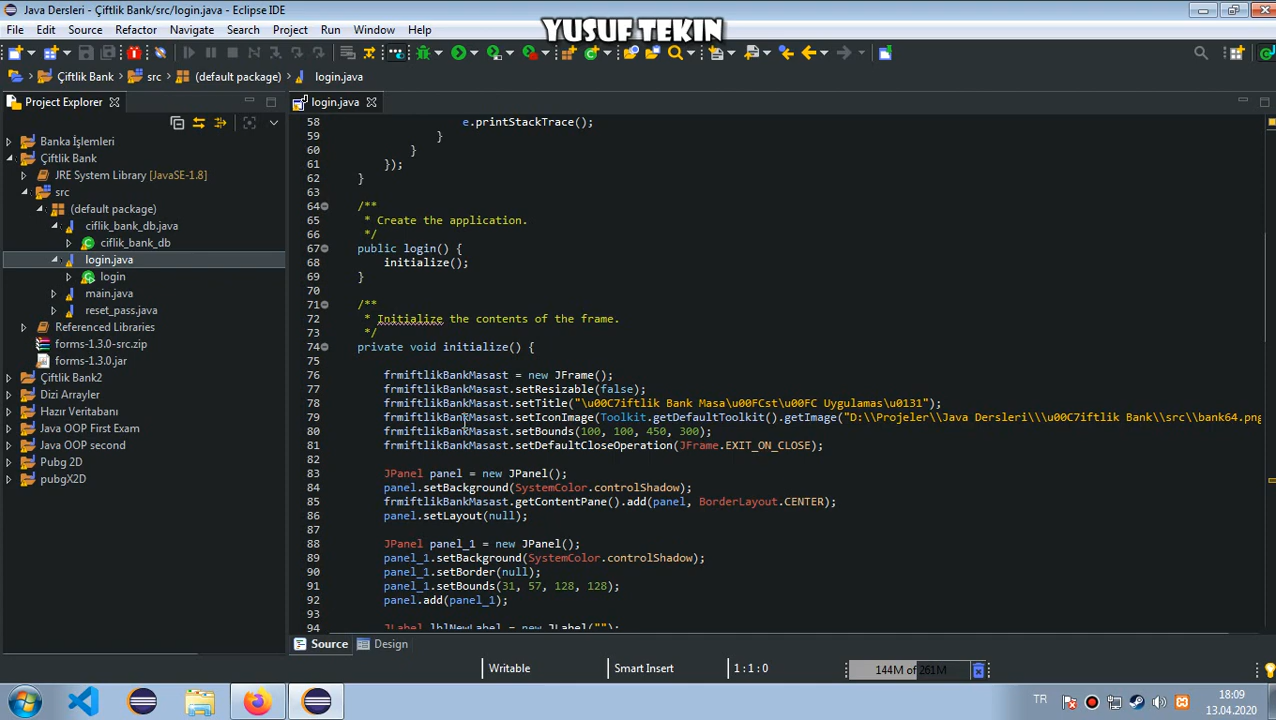 Java Dersleri - Çiftlik Bank/src/login.java - Eclipse IDE
YUSUF TEKIN
File Edit Source Refactor Navigate Search Project Run Window Help
Çiftlik Bank src (default package) login.java
Project Explorer
login.java
Banka İşlemleri
Çiftlik Bank
JRE System Library [JavaSE-1.8]
src
(default package)
ciflik_bank_db.java
ciflik_bank_db
login.java
login
main.java
reset_pass.java
Referenced Libraries
forms-1.3.0-src.zip
forms-1.3.0.jar
Çiftlik Bank2
Dizi Arrayler
Hazır Veritabanı
Java OOP First Exam
Java OOP second
Pubg 2D
pubgX2D
58 e.printStackTrace();
59 }
60 }
61 });
62 }
63
64 /**
65 * Create the application.
66 */
67 public login() {
68 initialize();
69 }
70
71 /**
72 * Initialize the contents of the frame.
73 */
74 private void initialize() {
75
76 frmiftlikBankMasast = new JFrame();
77 frmiftlikBankMasast.setResizable(false);
78 frmiftlikBankMasast.setTitle("\u00C7iftlik Bank Masa\u00FCst\u00FC Uygulamas\u0131");
79 frmiftlikBankMasast.setIconImage(Toolkit.getDefaultToolkit().getImage("D:\\Projeler\\Java Dersleri\\\u00C7iftlik Bank\\src\\bank64.png
80 frmiftlikBankMasast.setBounds(100, 100, 450, 300);
81 frmiftlikBankMasast.setDefaultCloseOperation(JFrame.EXIT_ON_CLOSE);
82
83 JPanel panel = new JPanel();
84 panel.setBackground(SystemColor.controlShadow);
85 frmiftlikBankMasast.getContentPane().add(panel, BorderLayout.CENTER);
86 panel.setLayout(null);
87
88 JPanel panel_1 = new JPanel();
89 panel_1.setBackground(SystemColor.controlShadow);
90 panel_1.setBorder(null);
91 panel_1.setBounds(31, 57, 128, 128);
92 panel.add(panel_1);
93
94 JLabel lblNewLabel = new JLabel("");
Source Design
Writable Smart Insert 1:1:0 144M of 261M
TR 18:09
13.04.2020